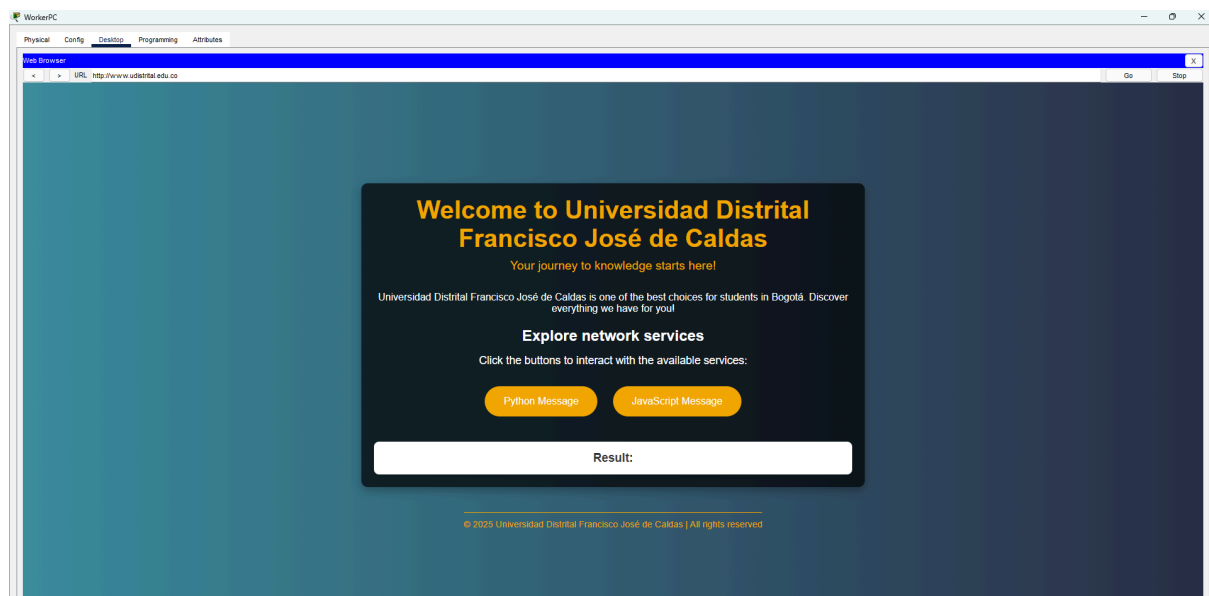 WorkerPC
Physical Config Desktop Programming Attributes
Web Browser X
< > URL http://www.udistrital.edu.co Go Stop
Welcome to Universidad Distrital
Francisco José de Caldas
Your journey to knowledge starts here!
Universidad Distrital Francisco José de Caldas is one of the best choices for students in Bogotá. Discover
everything we have for you!
Explore network services
Click the buttons to interact with the available services:
Python Message JavaScript Message
Result:
© 2025 Universidad Distrital Francisco José de Caldas | All rights reserved